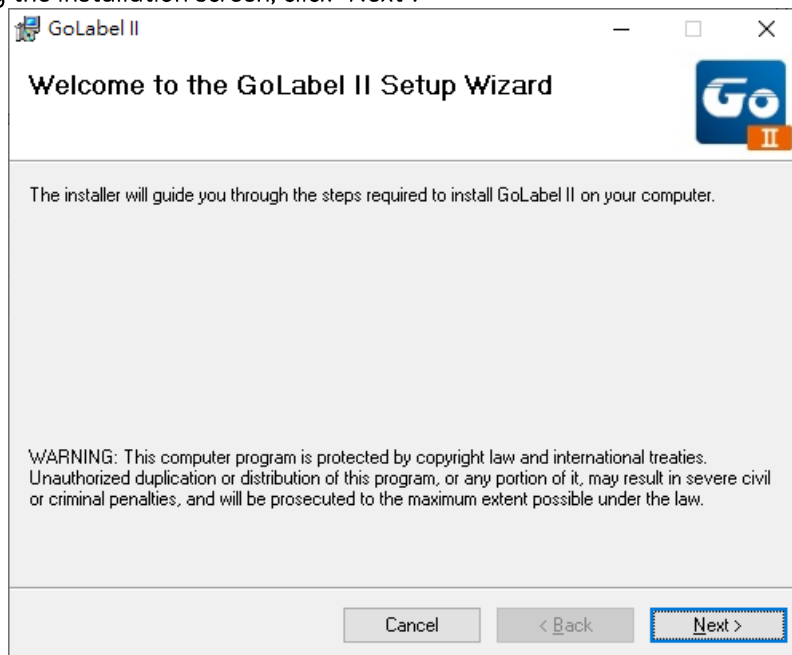 the installation screen, click "Next".
GoLabel II
Welcome to the GoLabel II Setup Wizard
Go
II
The installer will guide you through the steps required to install GoLabel II on your computer.
WARNING: This computer program is protected by copyright law and international treaties.
Unauthorized duplication or distribution of this program, or any portion of it, may result in severe civil
or criminal penalties, and will be prosecuted to the maximum extent possible under the law.
Cancel
< Back
Next >